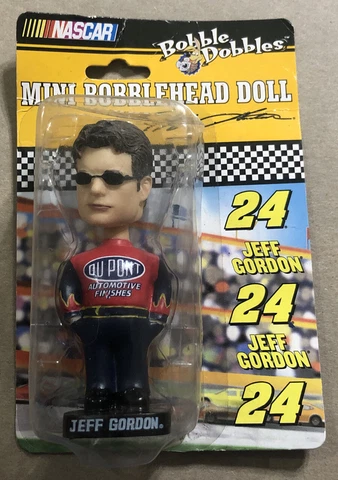 NASCAR
Bobble
Dobbles
MINI BOBBLEHEAD DOLL
24
JEFF
GORDON
24
JEFF
GORDON
24
DU PONT
AUTOMOTIVE
FINISHES
JEFF GORDON